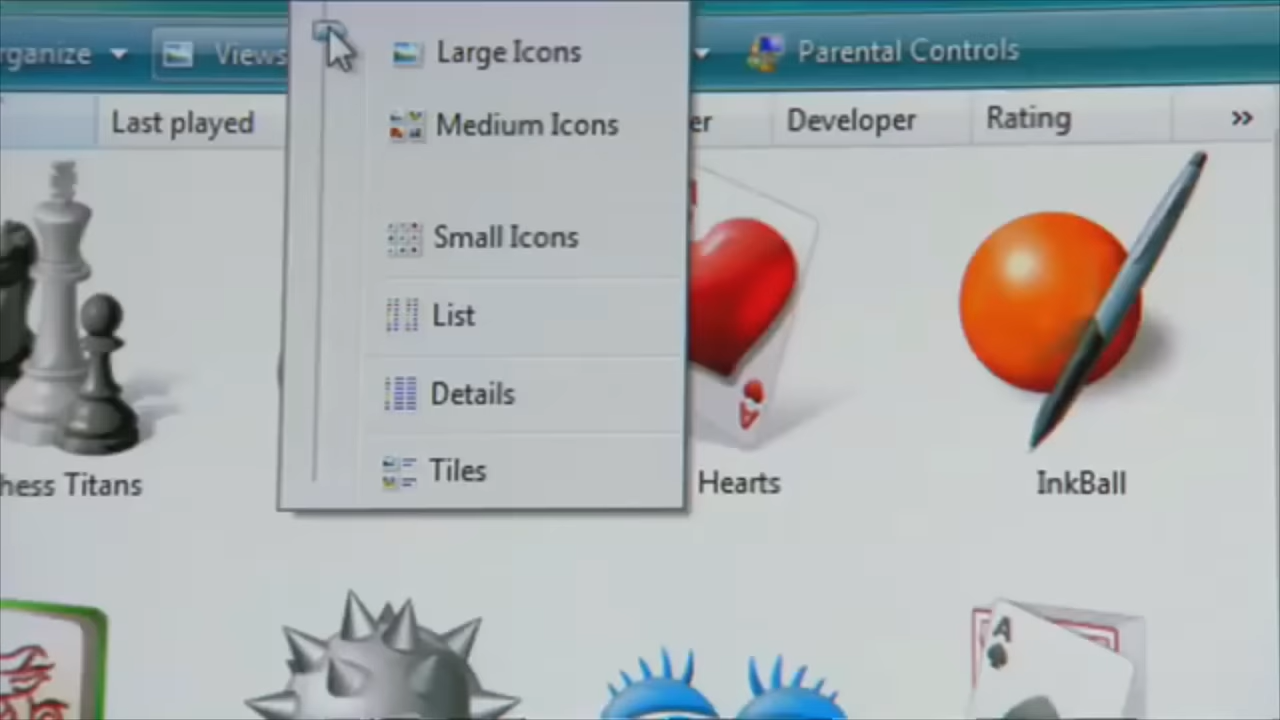 rganize Views Parental Controls
Last played er Developer Rating »
Large Icons
Medium Icons
Small Icons
List
Details
Tiles
hess Titans Hearts InkBall
A
A